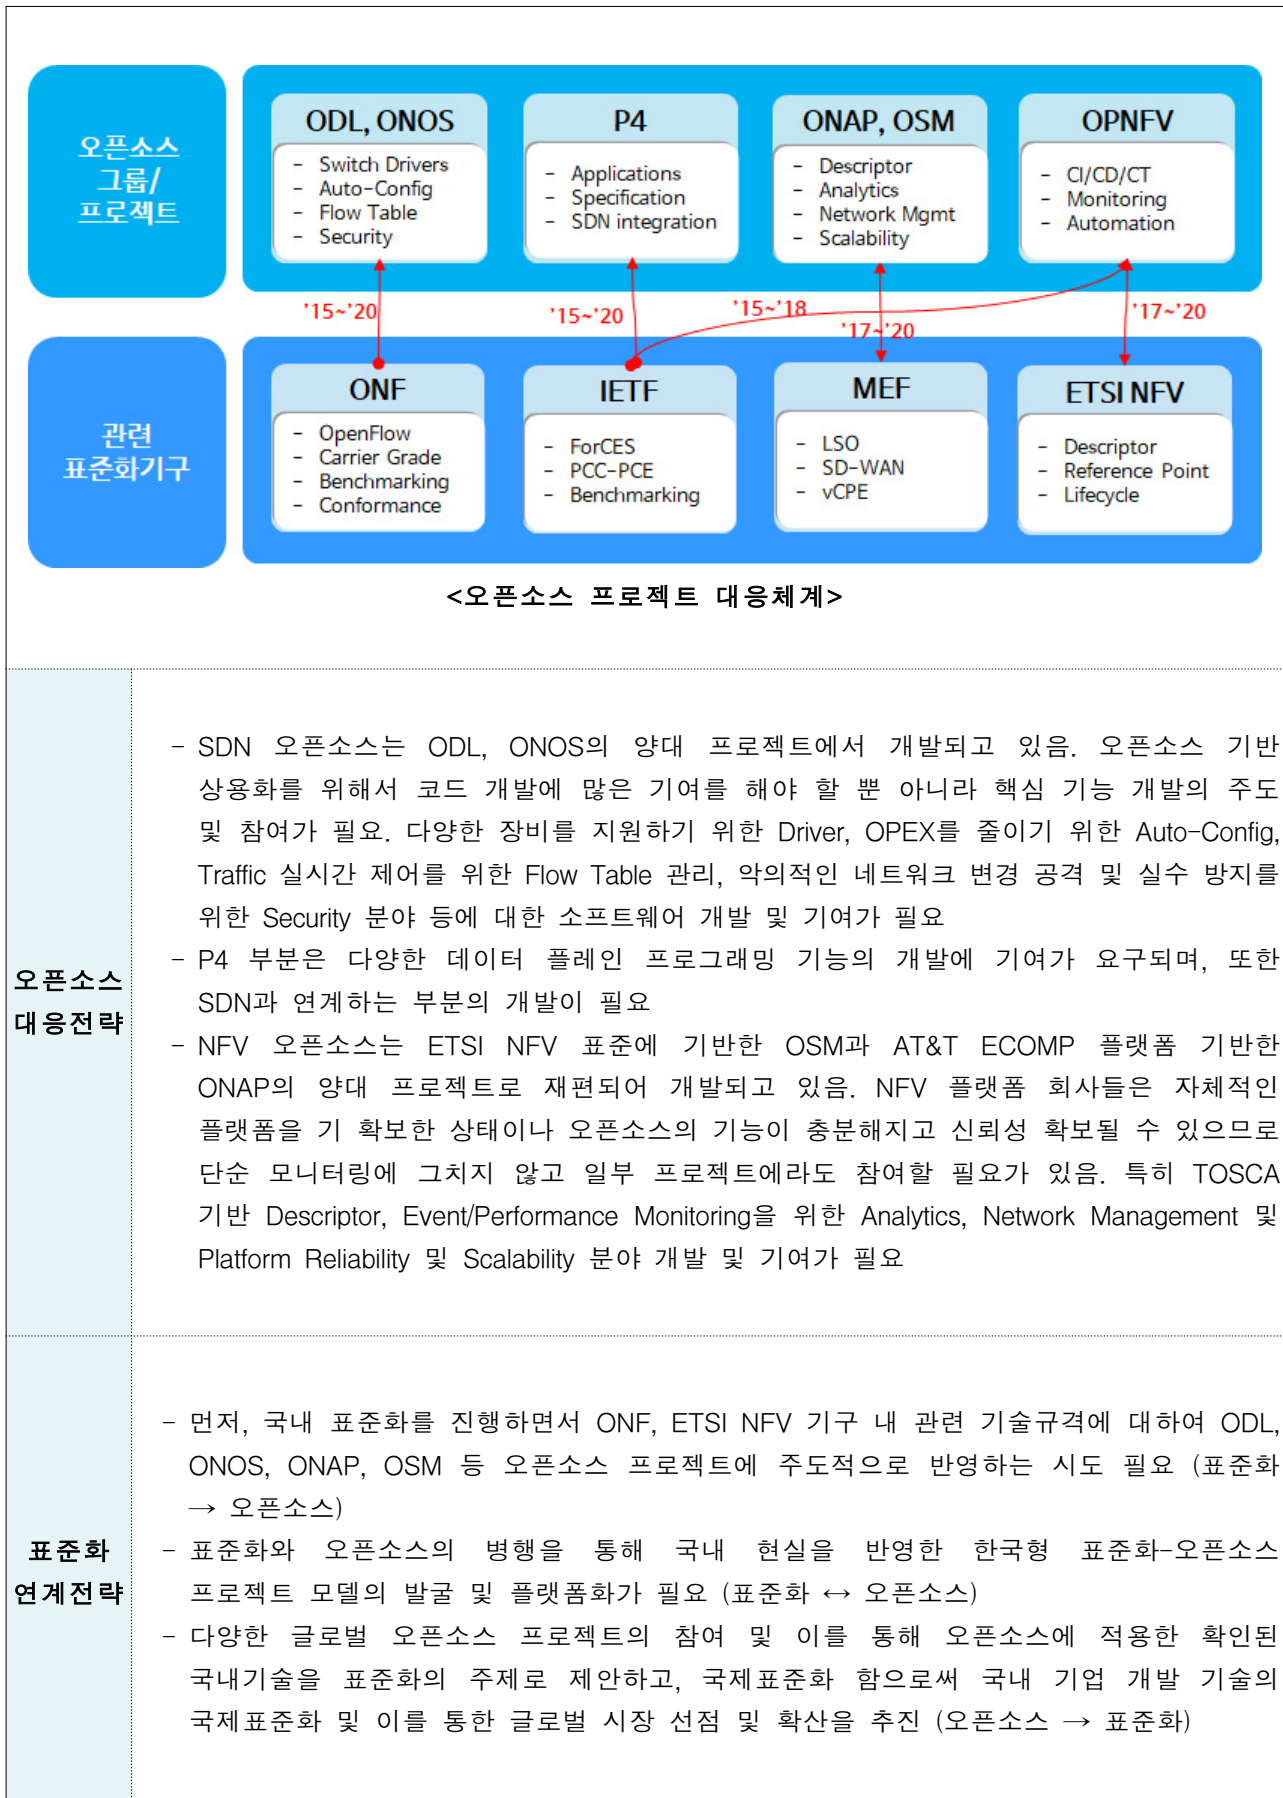 오픈소스
그룹/
프로젝트
ODL, ONOS
- Switch Drivers
- Auto-Config
- Flow Table
- Security
P4
- Applications
- Specification
- SDN integration
ONAP, OSM
- Descriptor
- Analytics
- Network Mgmt
- Scalability
OPNFV
- CI/CD/CT
- Monitoring
- Automation
'15~'20
'15~'20
'15~'18
'17~'20
'17~'20
관련
표준화기구
ONF
- OpenFlow
- Carrier Grade
- Benchmarking
- Conformance
IETF
- ForCES
- PCC-PCE
- Benchmarking
MEF
- LSO
- SD-WAN
- vCPE
ETSI NFV
- Descriptor
- Reference Point
- Lifecycle
<오픈소스 프로젝트 대응체계>
오픈소스
대응전략
- SDN 오픈소스는 ODL, ONOS의 양대 프로젝트에서 개발되고 있음. 오픈소스 기반
상용화를 위해서 코드 개발에 많은 기여를 해야 할 뿐 아니라 핵심 기능 개발의 주도
및 참여가 필요. 다양한 장비를 지원하기 위한 Driver, OPEX를 줄이기 위한 Auto-Config,
Traffic 실시간 제어를 위한 Flow Table 관리, 악의적인 네트워크 변경 공격 및 실수 방지를
위한 Security 분야 등에 대한 소프트웨어 개발 및 기여가 필요
- P4 부분은 다양한 데이터 플레인 프로그래밍 기능의 개발에 기여가 요구되며, 또한
SDN과 연계하는 부분의 개발이 필요
- NFV 오픈소스는 ETSI NFV 표준에 기반한 OSM과 AT&T ECOMP 플랫폼 기반한
ONAP의 양대 프로젝트로 재편되어 개발되고 있음. NFV 플랫폼 회사들은 자체적인
플랫폼을 기 확보한 상태이나 오픈소스의 기능이 충분해지고 신뢰성 확보될 수 있으므로
단순 모니터링에 그치지 않고 일부 프로젝트에라도 참여할 필요가 있음. 특히 TOSCA
기반 Descriptor, Event/Performance Monitoring을 위한 Analytics, Network Management 및
Platform Reliability 및 Scalability 분야 개발 및 기여가 필요
표준화
연계전략
- 먼저, 국내 표준화를 진행하면서 ONF, ETSI NFV 기구 내 관련 기술규격에 대하여 ODL,
ONOS, ONAP, OSM 등 오픈소스 프로젝트에 주도적으로 반영하는 시도 필요 (표준화
→ 오픈소스)
- 표준화와 오픈소스의 병행을 통해 국내 현실을 반영한 한국형 표준화-오픈소스
프로젝트 모델의 발굴 및 플랫폼화가 필요 (표준화 ↔ 오픈소스)
- 다양한 글로벌 오픈소스 프로젝트의 참여 및 이를 통해 오픈소스에 적용한 확인된
국내기술을 표준화의 주제로 제안하고, 국제표준화 함으로써 국내 기업 개발 기술의
국제표준화 및 이를 통한 글로벌 시장 선점 및 확산을 추진 (오픈소스 → 표준화)